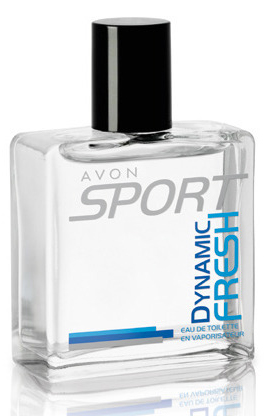 AVON
SPORT
DYNAMIC
FRESH
EAU DE TOILETTE
EN VAPORISATEUR